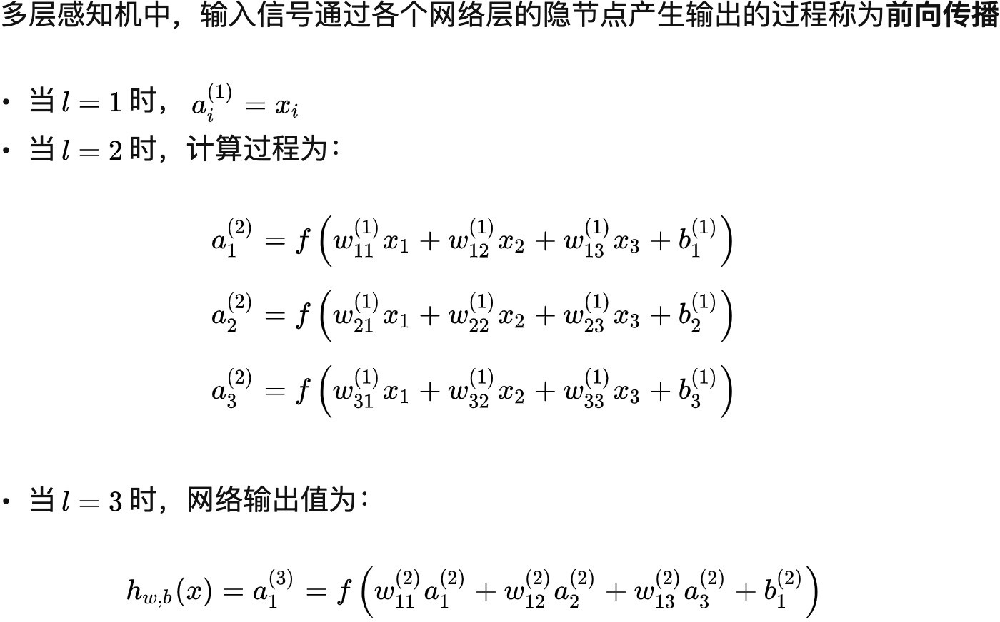 多层感知机中，输入信号通过各个网络层的隐节点产生输出的过程称为前向传播
• 当 $l = 1$ 时， $a_i^{(1)} = x_i$
• 当 $l = 2$ 时，计算过程为：
$a_1^{(2)} = f\left(w_{11}^{(1)}x_1 + w_{12}^{(1)}x_2 + w_{13}^{(1)}x_3 + b_1^{(1)}\right)$
$a_2^{(2)} = f\left(w_{21}^{(1)}x_1 + w_{22}^{(1)}x_2 + w_{23}^{(1)}x_3 + b_2^{(1)}\right)$
$a_3^{(2)} = f\left(w_{31}^{(1)}x_1 + w_{32}^{(1)}x_2 + w_{33}^{(1)}x_3 + b_3^{(1)}\right)$
• 当 $l = 3$ 时，网络输出值为：
$h_{w,b}(x) = a_1^{(3)} = f\left(w_{11}^{(2)}a_1^{(2)} + w_{12}^{(2)}a_2^{(2)} + w_{13}^{(2)}a_3^{(2)} + b_1^{(2)}\right)$